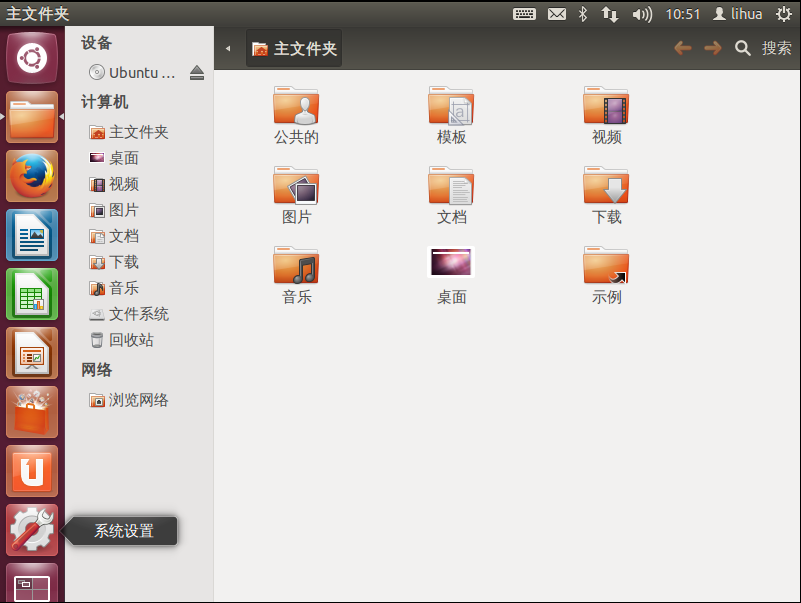 主文件夹
10:51 lihua
设备
Ubuntu ...
计算机
主文件夹
桌面
视频
图片
文档
下载
音乐
文件系统
回收站
网络
浏览网络
系统设置
主文件夹
搜索
公共的 模板 视频
图片 文档 下载
音乐 桌面 示例